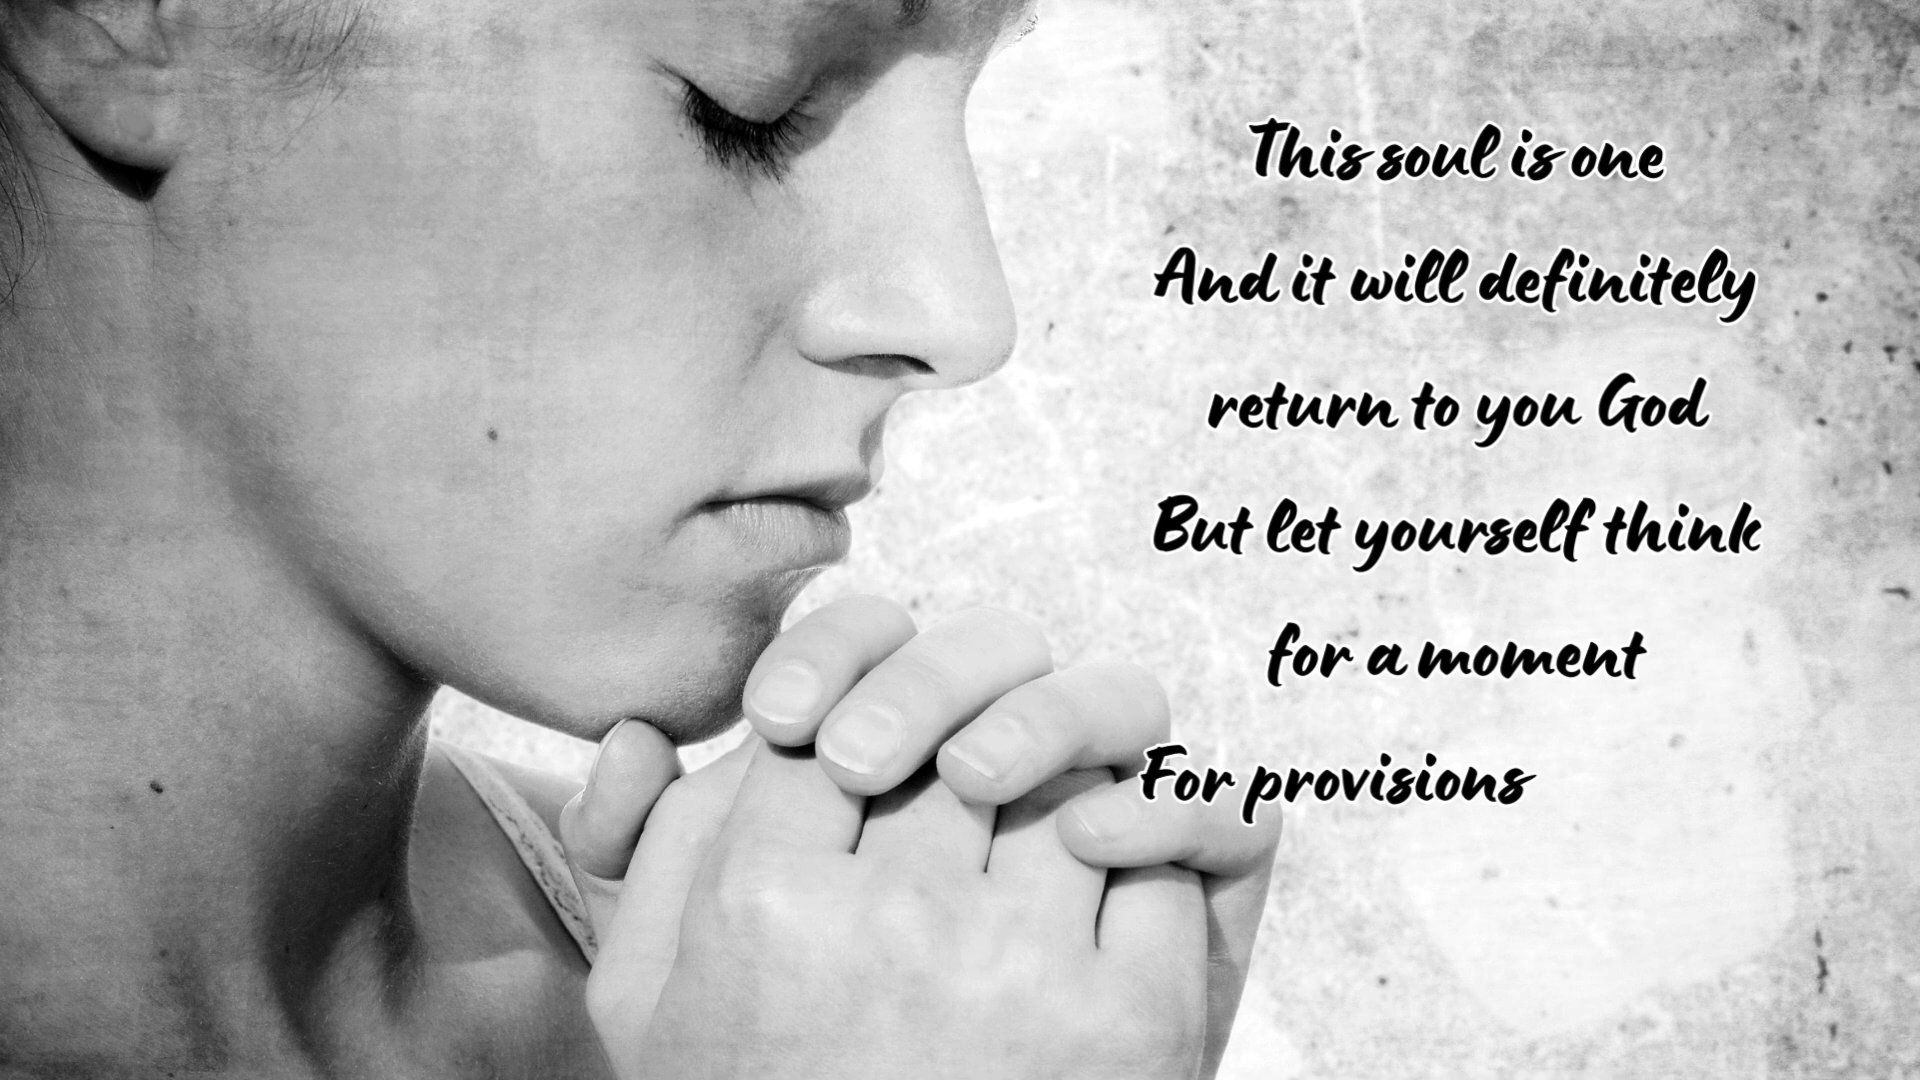 This soul is one
And it will definitely
return to you God
But let yourself think
for a moment
For provisions